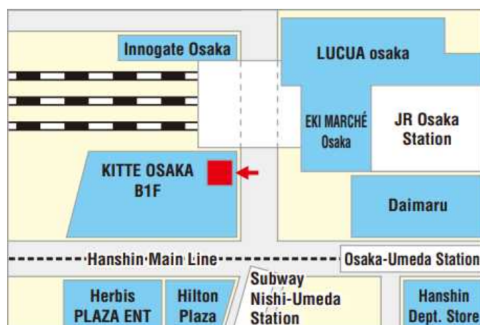 Innogate Osaka
LUCUA osaka
EKI MARCHÉ
Osaka
JR Osaka
Station
KITTE OSAKA
B1F
Daimaru
Hanshin Main Line
Osaka-Umeda Station
Subway
Nishi-Umeda
Station
Herbis
PLAZA ENT
Hilton
Plaza
Hanshin
Dept. Store